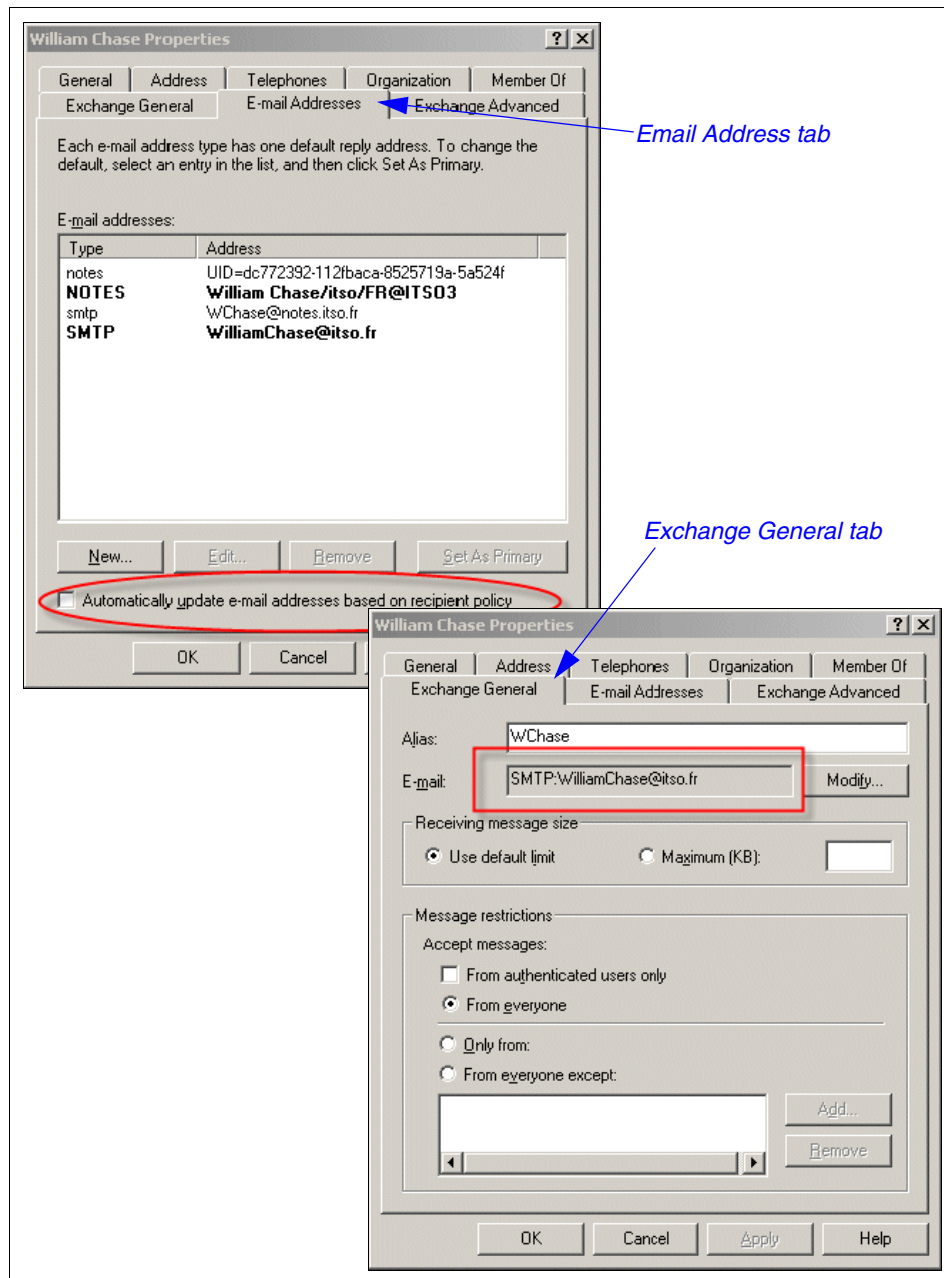 William Chase Properties
General Address Telephones Organization Member Of
Exchange General E-mail Addresses Exchange Advanced
Email Address tab
Each e-mail address type has one default reply address. To change the
default, select an entry in the list, and then click Set As Primary.
E-mail addresses:
Type Address
notes UID=dc772392-112fbaca-8525719a-5a524f
NOTES William Chase/itso/FR@ITSO3
smtp WChase@notes.itso.fr
SMTP WilliamChase@itso.fr
New... Edit... Remove Set As Primary
Automatically update e-mail addresses based on recipient policy
OK Cancel
Exchange General tab
William Chase Properties
General Address Telephones Organization Member Of
Exchange General E-mail Addresses Exchange Advanced
Alias: WChase
E-mail: SMTP:WilliamChase@itso.fr Modify...
Receiving message size
Use default limit Maximum (KB):
Message restrictions
Accept messages:
From authenticated users only
From everyone
Only from:
From everyone except:
Add...
Remove
OK Cancel Apply Help